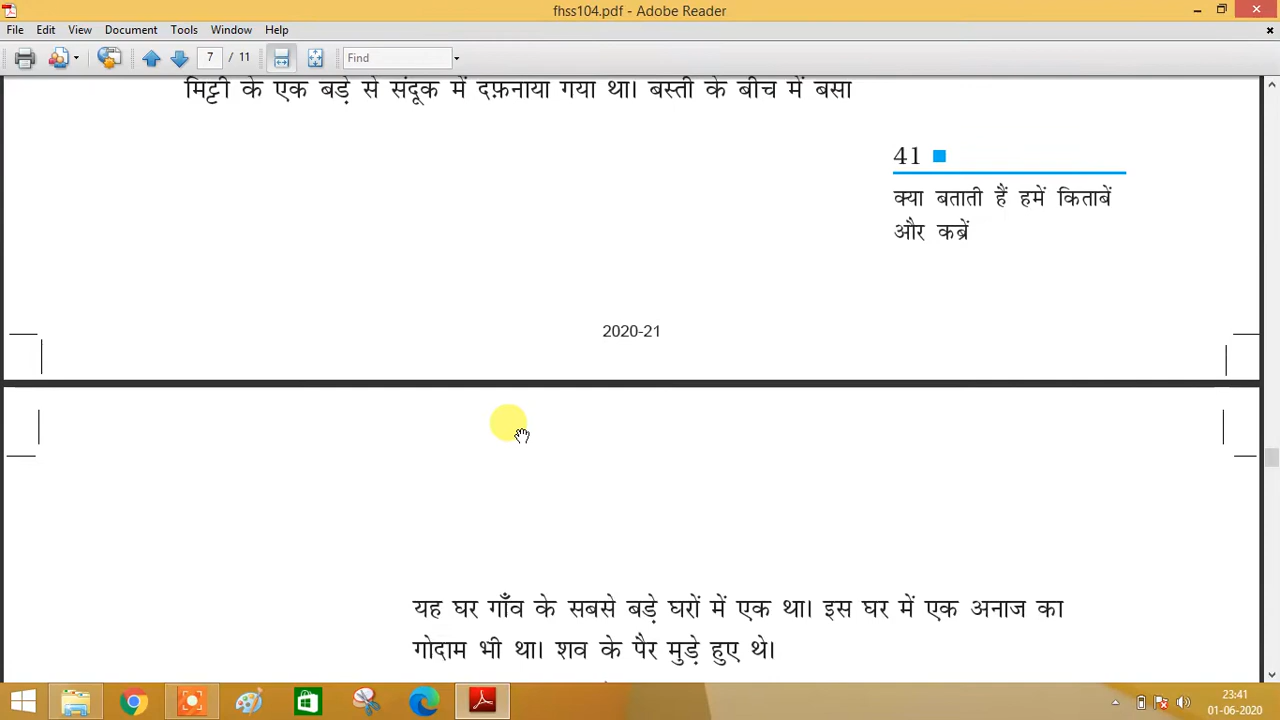 fhss104.pdf - Adobe Reader
File Edit View Document Tools Window Help
7 / 11 Find
मिट्टी के एक बड़े से संदूक में दफ़नाया गया था। बस्ती के बीच में बसा
41
क्या बताती हैं हमें किताबें
और कब्रें
2020-21
यह घर गाँव के सबसे बड़े घरों में एक था। इस घर में एक अनाज का
गोदाम भी था। शव के पैर मुड़े हुए थे।
23:41
01-06-2020